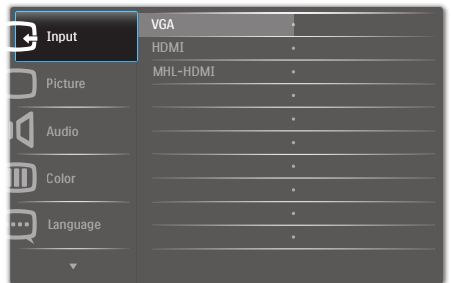 Input
Picture
Audio
Color
Language
VGA
HDMI
MHL-HDMI